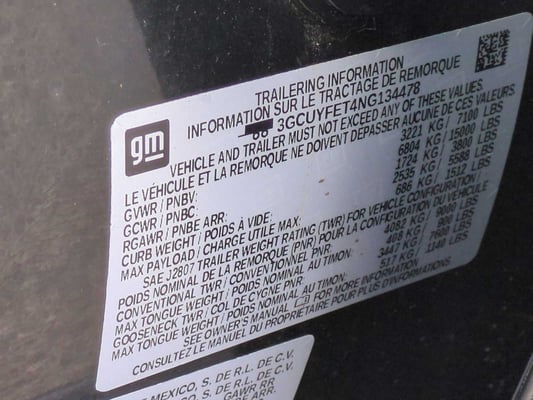 gm
TRAILERING INFORMATION
INFORMATION SUR LE TRACTAGE DE REMORQUE
3GCUYFET4NG134478
VEHICLE AND TRAILER MUST NOT EXCEED ANY OF THESE VALUES
LE VÉHICULE ET LA REMORQUE NE DOIVENT DÉPASSER AUCUNE DE CES VALEURS
GVWR / PNBV: 3221 KG / 7100 LBS
GCWR / PNBC: 6804 KG / 15000 LBS
RGAWR / PNBE ARR: 1724 KG / 3800 LBS
CURB WEIGHT / POIDS À VIDE: 2535 KG / 5588 LBS
MAX PAYLOAD / CHARGE UTILE MAX: 686 KG / 1512 LBS
SAE J2807 TRAILER WEIGHT RATING (TWR) FOR VEHICLE CONFIGURATION
POIDS NOMINAL DE LA REMORQUE (PNR) POUR LA CONFIGURATION DU VÉHICULE
CONVENTIONAL TWR / CONVENTIONNEL PNR: 4082 KG / 9000 LBS
MAX TONGUE WEIGHT / POIDS NOMINAL AU TIMON: 408 KG / 900 LBS
GOOSENECK TWR / COL DE CYGNE PNR: 3447 KG / 7600 LBS
MAX TONGUE WEIGHT / POIDS NOMINAL AU TIMON: 517 KG / 1140 LBS
SEE OWNER'S MANUAL FOR MORE INFORMATION
CONSULTEZ LE MANUEL DU PROPRIÉTAIRE POUR PLUS D'INFORMATIONS
MEXICO, S. DE R.L. DE C.V.
S. DE R.L. DE C.V.
GAWR RR